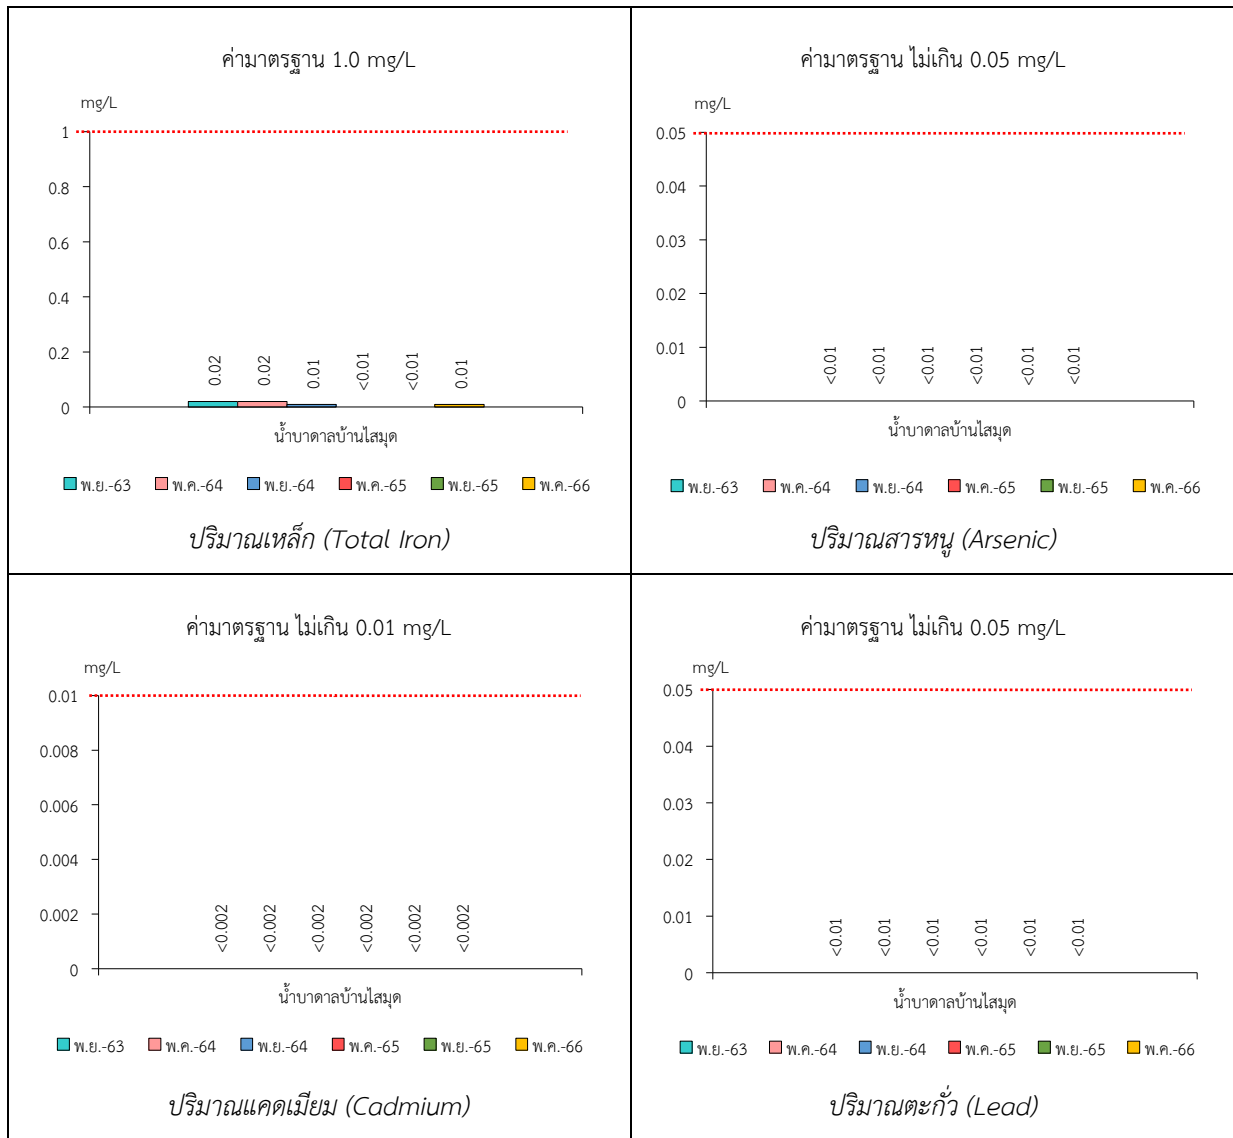 ค่ามาตรฐาน 1.0 mg/L
mg/L
1
0.8
0.6
0.4
0.2
0
0.02 0.02 0.01 <0.01 <0.01 0.01
น้ำบาดาลบ้านไสมุด
พ.ย.-63 พ.ค.-64 พ.ย.-64 พ.ค.-65 พ.ย.-65 พ.ค.-66
ปริมาณเหล็ก (Total Iron)
ค่ามาตรฐาน ไม่เกิน 0.05 mg/L
mg/L
0.05
0.04
0.03
0.02
0.01
0
<0.01 <0.01 <0.01 <0.01 <0.01 <0.01
น้ำบาดาลบ้านไสมุด
พ.ย.-63 พ.ค.-64 พ.ย.-64 พ.ค.-65 พ.ย.-65 พ.ค.-66
ปริมาณสารหนู (Arsenic)
ค่ามาตรฐาน ไม่เกิน 0.01 mg/L
mg/L
0.01
0.008
0.006
0.004
0.002
0
<0.002 <0.002 <0.002 <0.002 <0.002 <0.002
น้ำบาดาลบ้านไสมุด
พ.ย.-63 พ.ค.-64 พ.ย.-64 พ.ค.-65 พ.ย.-65 พ.ค.-66
ปริมาณแคดเมียม (Cadmium)
ค่ามาตรฐาน ไม่เกิน 0.05 mg/L
mg/L
0.05
0.04
0.03
0.02
0.01
0
<0.01 <0.01 <0.01 <0.01 <0.01 <0.01
น้ำบาดาลบ้านไสมุด
พ.ย.-63 พ.ค.-64 พ.ย.-64 พ.ค.-65 พ.ย.-65 พ.ค.-66
ปริมาณตะกั่ว (Lead)